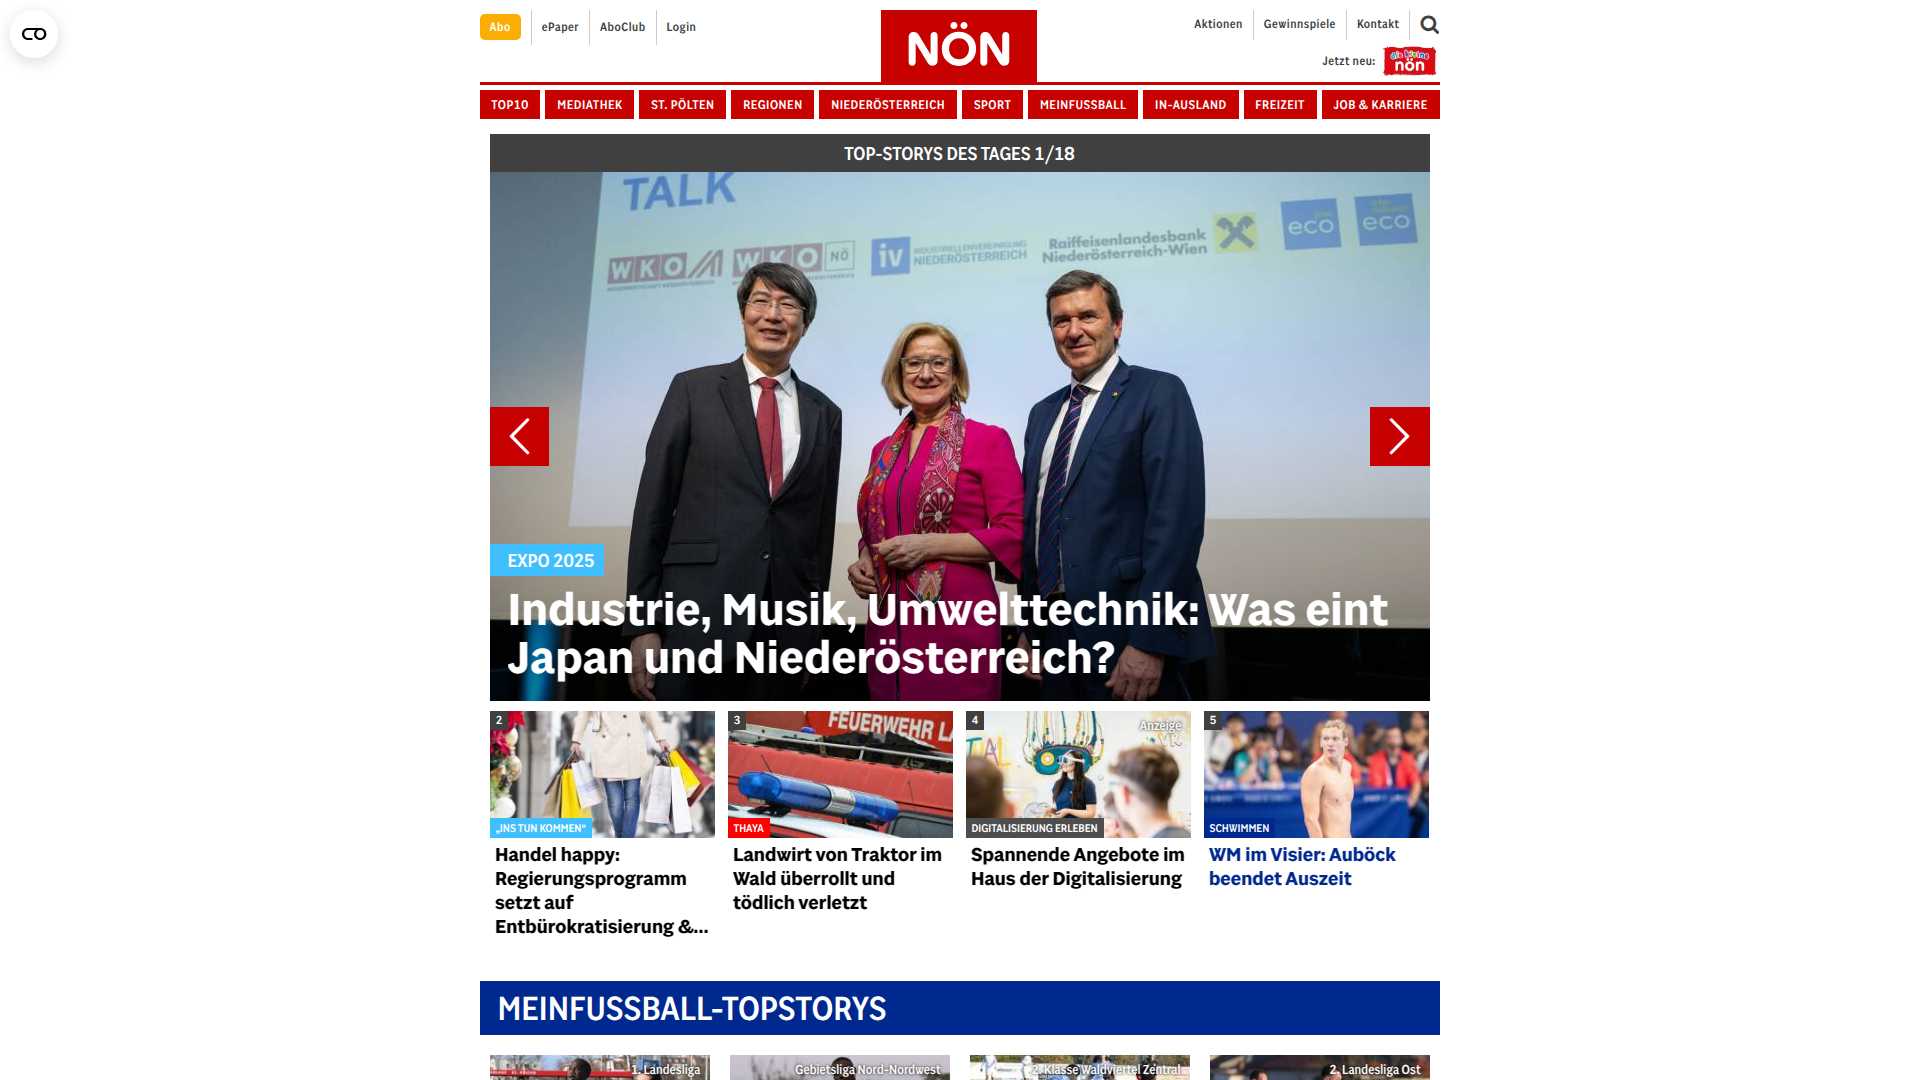 Abo
ePaper
AboClub
Login
NÖN
Aktionen
Gewinnspiele
Kontakt
Jetzt neu:
die kleine
nön
TOP10
MEDIATHEK
ST. PÖLTEN
REGIONEN
NIEDERÖSTERREICH
SPORT
MEINFUSSBALL
IN-AUSLAND
FREIZEIT
JOB & KARRIERE
TOP-STORYS DES TAGES 1/18
TALK
WKO
WKO NÖ
iv INDUSTRIELLENVEREINIGUNG
NIEDERÖSTERREICH
Raiffeisenlandesbank
Niederösterreich-Wien
eco
eco
EXPO 2025
Industrie, Musik, Umwelttechnik: Was eint
Japan und Niederösterreich?
2
„INS TUN KOMMEN“
Handel happy:
Regierungsprogramm
setzt auf
Entbürokratisierung &...
3
FEUERWEHR LA
THAYA
Landwirt von Traktor im
Wald überrollt und
tödlich verletzt
4
Anzeige
DIGITALISIERUNG ERLEBEN
Spannende Angebote im
Haus der Digitalisierung
5
SCHWIMMEN
WM im Visier: Auböck
beendet Auszeit
MEINFUSSBALL-TOPSTORYS
1. Landesliga
Gebietsliga Nord-Nordwest
2. Klasse Waldviertel Zentral
2. Landesliga Ost